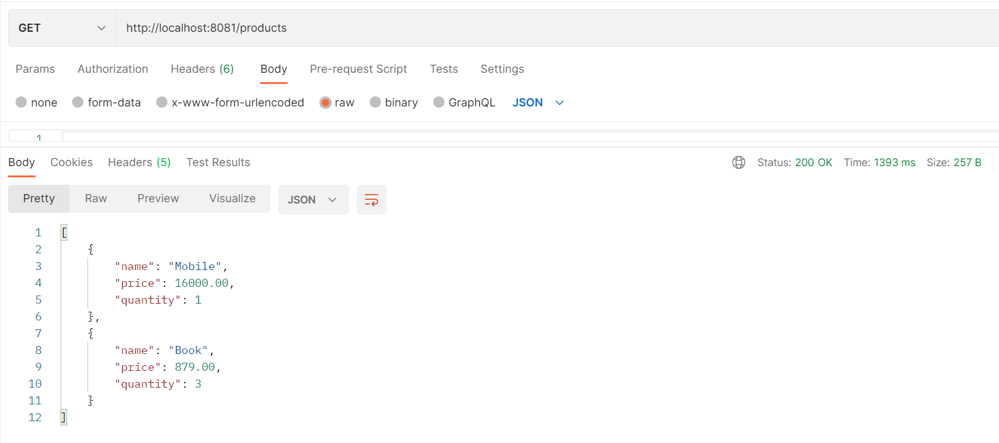 GET http://localhost:8081/products
Params Authorization Headers (6) Body Pre-request Script Tests Settings
none form-data x-www-form-urlencoded raw binary GraphQL JSON
1
Body Cookies Headers (5) Test Results Status: 200 OK Time: 1393 ms Size: 257 B
Pretty Raw Preview Visualize JSON
1 [
2 {
3 "name": "Mobile",
4 "price": 16000.00,
5 "quantity": 1
6 },
7 {
8 "name": "Book",
9 "price": 879.00,
10 "quantity": 3
11 }
12 ]